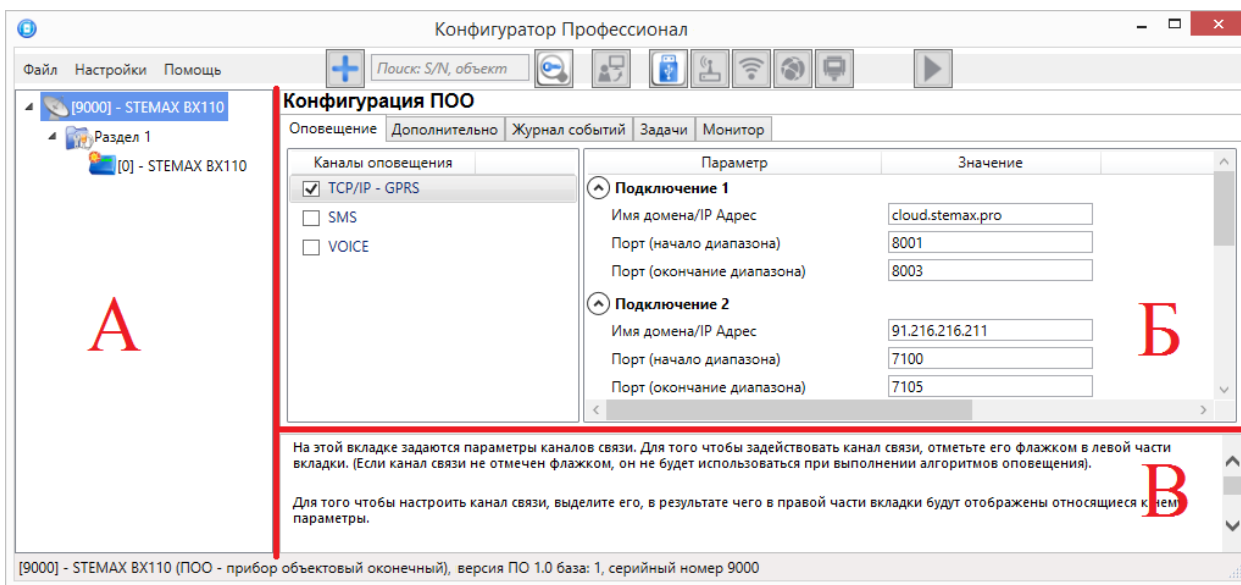 Конфигуратор Профессионал
Файл Настройки Помощь
Поиск: S/N, объект
[9000] - STEMAX BX110
Раздел 1
[0] - STEMAX BX110
А
Конфигурация ПОО
Оповещение Дополнительно Журнал событий Задачи Монитор
Каналы оповещения
TCP/IP - GPRS
SMS
VOICE
Параметр Значение
Подключение 1
Имя домена/IP Адрес cloud.stemax.pro
Порт (начало диапазона) 8001
Порт (окончание диапазона) 8003
Подключение 2
Имя домена/IP Адрес 91.216.216.211
Порт (начало диапазона) 7100
Порт (окончание диапазона) 7105
Б
На этой вкладке задаются параметры каналов связи. Для того чтобы задействовать канал связи, отметьте его флажком в левой части
вкладки. (Если канал связи не отмечен флажком, он не будет использоваться при выполнении алгоритмов оповещения).
Для того чтобы настроить канал связи, выделите его, в результате чего в правой части вкладки будут отображены относящиеся к нему
параметры.
В
[9000] - STEMAX BX110 (ПОО - прибор объектовый оконечный), версия ПО 1.0 база: 1, серийный номер 9000